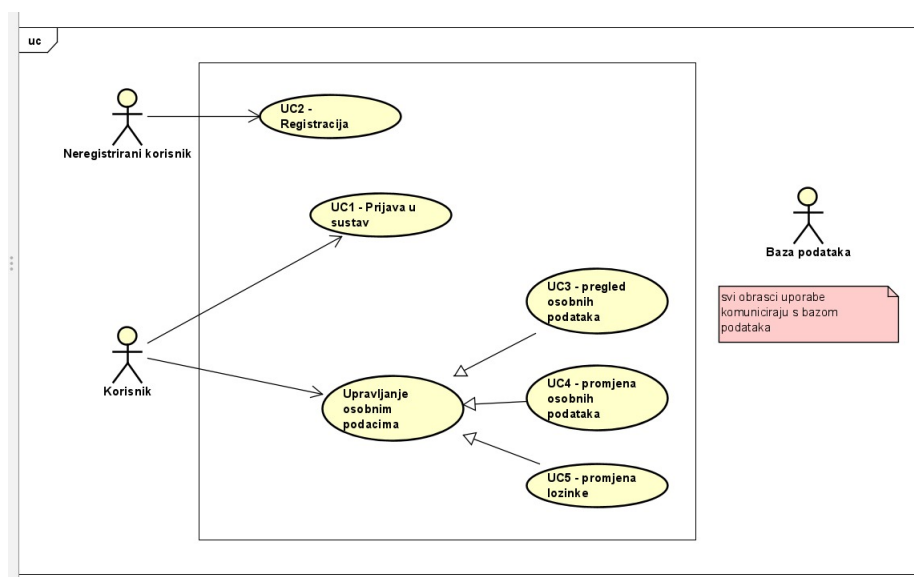 uc
UC2 -
Registracija
Neregistrirani korisnik
UC1 - Prijava u
sustav
Baza podataka
svi obrasci uporabe
komuniciraju s bazom
podataka
UC3 - pregled
osobnih
podataka
Korisnik
Upravljanje
osobnim
podacima
UC4 - promjena
osobnih
podataka
UC5 - promjena
lozinke